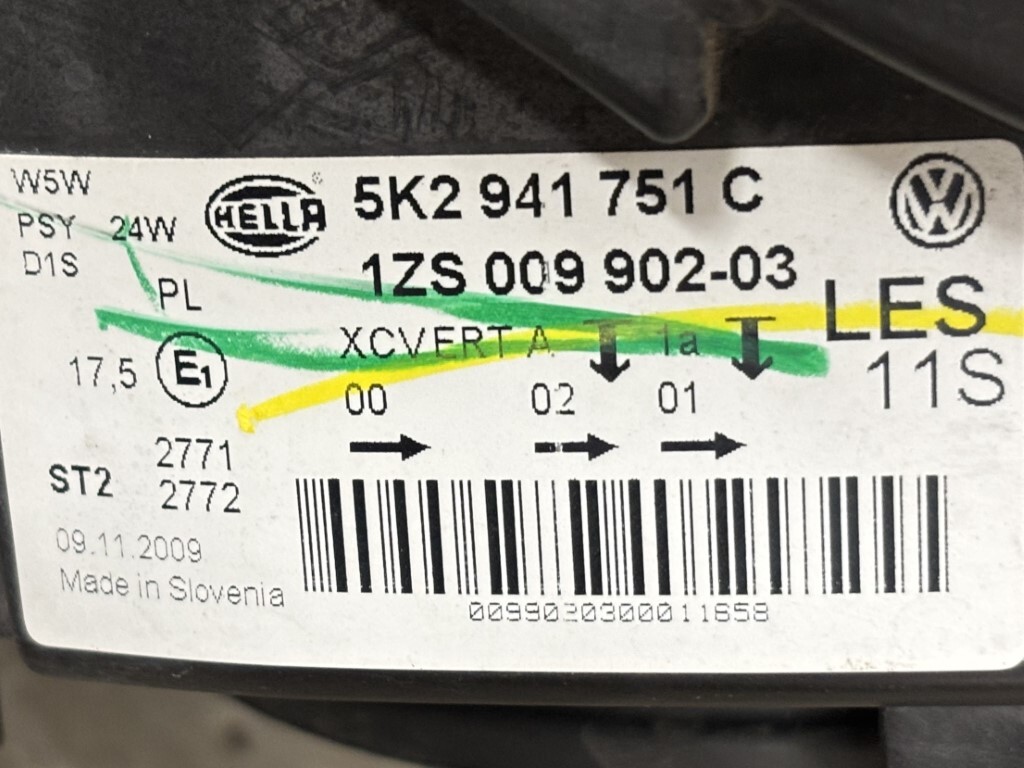 W5W
PSY 24W
D1S
PL
HELLA ®
5K2 941 751 C
1ZS 009 902-03
LES
11S
XCVERT A 1a
00 02 01
17,5 E1
2771
2772
ST2
09.11.2009
Made in Slovenia
0099020300011658